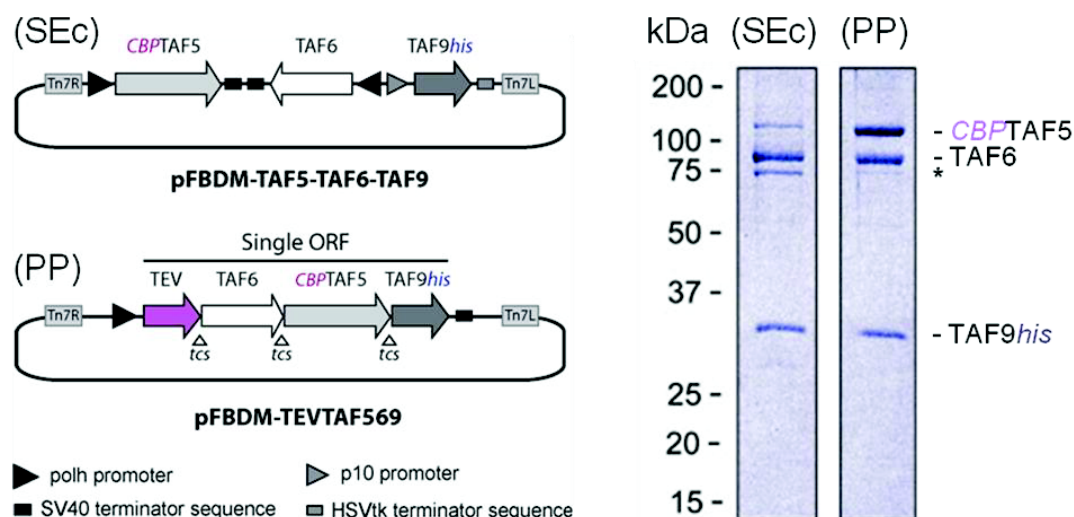 (SEc)
CBPTAF5 TAF6 TAF9his
Tn7R Tn7L
pFBDM-TAF5-TAF6-TAF9
Single ORF
(PP)
TEV TAF6 CBPTAF5 TAF9his
Tn7R Tn7L
tcs tcs tcs
pFBDM-TEVTAF569
polh promoter p10 promoter
SV40 terminator sequence HSVtk terminator sequence
kDa (SEc) (PP)
200 -
100 - - CBPTAF5
75 - - TAF6
*
50 -
37 -
- TAF9his
25 -
20 -
15 -